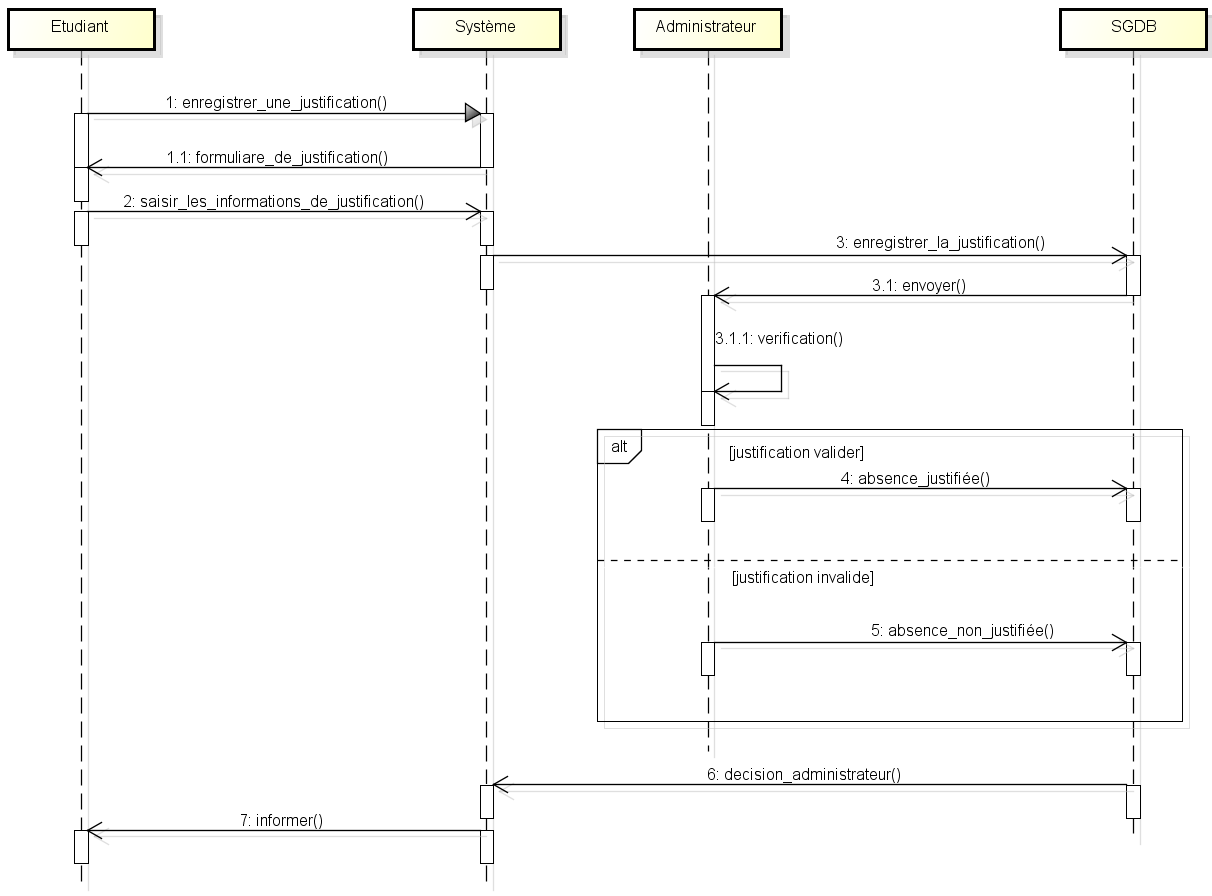 Etudiant
Système
Administrateur
SGDB
1: enregistrer_une_justification()
1.1: formuliare_de_justification()
2: saisir_les_informations_de_justification()
3: enregistrer_la_justification()
3.1: envoyer()
3.1.1: verification()
alt
[justification valider]
4: absence_justifiée()
[justification invalide]
5: absence_non_justifiée()
6: decision_administrateur()
7: informer()